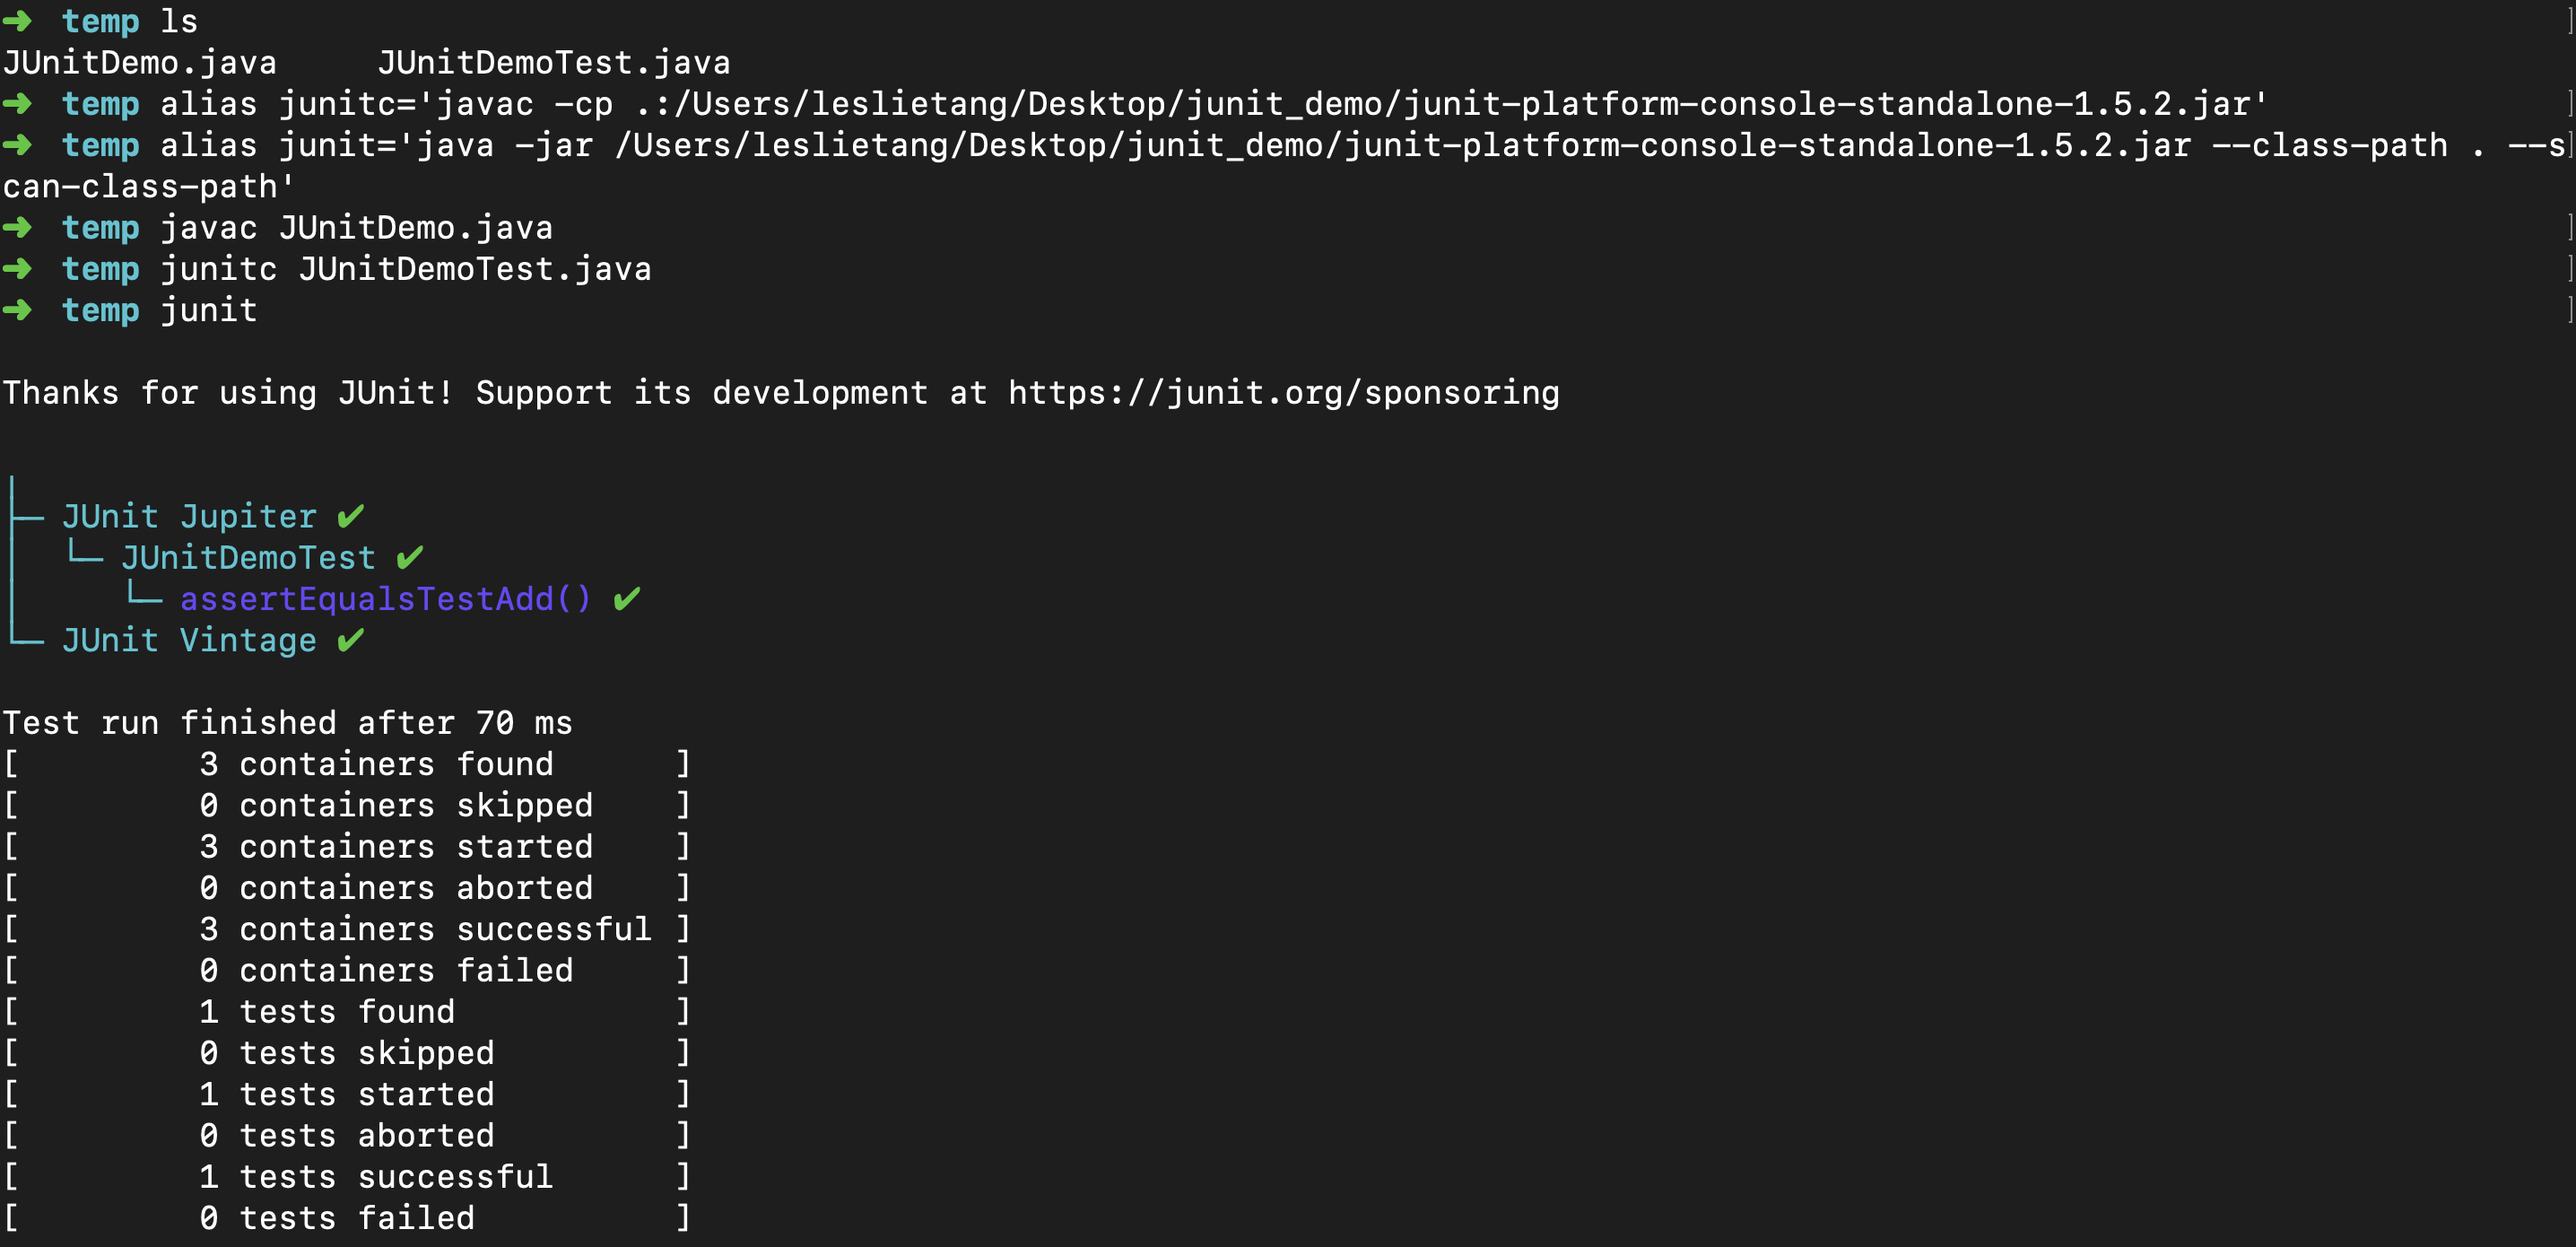 ➜  temp ls
JUnitDemo.java     JUnitDemoTest.java
➜  temp alias junitc='javac -cp .:/Users/leslietang/Desktop/junit_demo/junit-platform-console-standalone-1.5.2.jar'
➜  temp alias junit='java -jar /Users/leslietang/Desktop/junit_demo/junit-platform-console-standalone-1.5.2.jar --class-path . --s
can-class-path'
➜  temp javac JUnitDemo.java
➜  temp junitc JUnitDemoTest.java
➜  temp junit
Thanks for using JUnit! Support its development at https://junit.org/sponsoring
├─ JUnit Jupiter ✔
│  └─ JUnitDemoTest ✔
│     └─ assertEqualsTestAdd() ✔
└─ JUnit Vintage ✔
Test run finished after 70 ms
[         3 containers found      ]
[         0 containers skipped    ]
[         3 containers started    ]
[         0 containers aborted    ]
[         3 containers successful ]
[         0 containers failed     ]
[         1 tests found           ]
[         0 tests skipped         ]
[         1 tests started         ]
[         0 tests aborted         ]
[         1 tests successful      ]
[         0 tests failed          ]